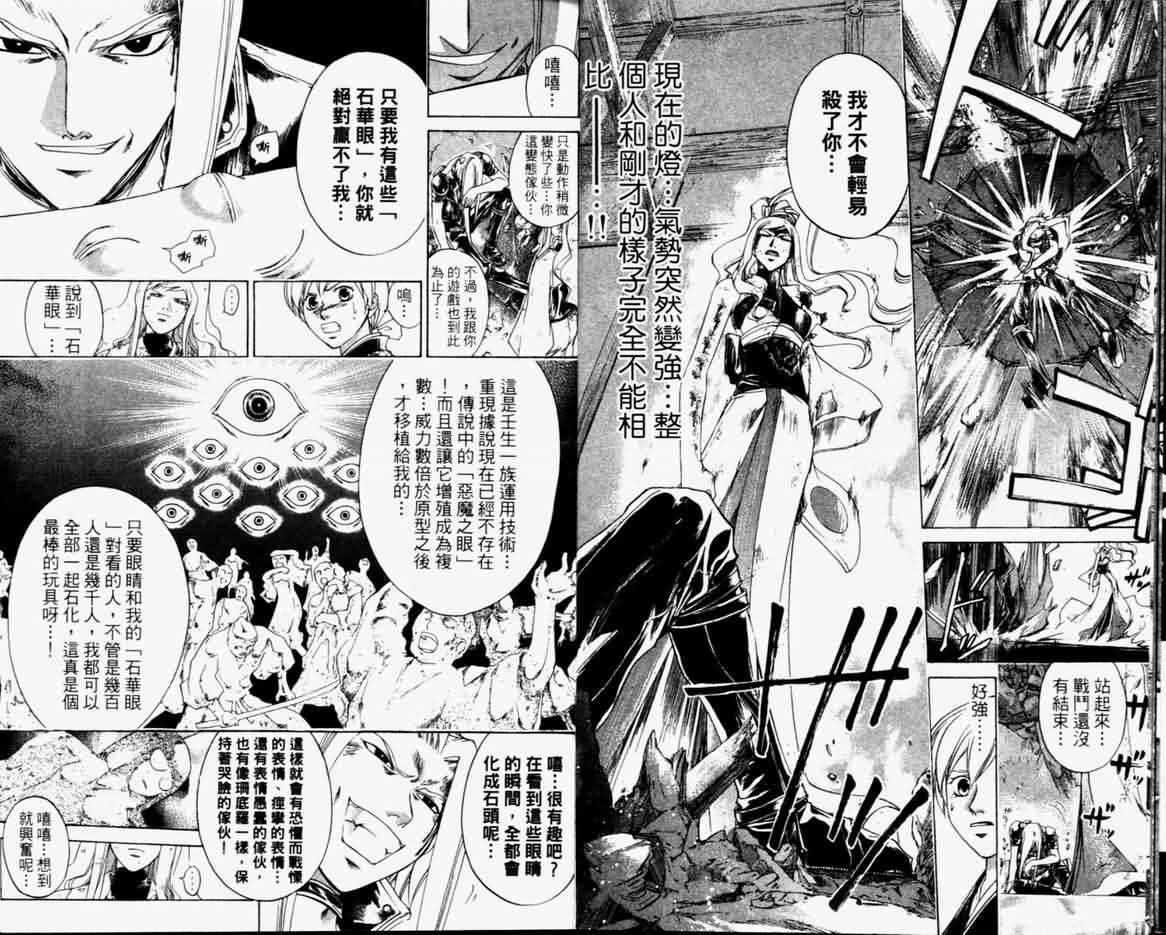 站起來…
戰鬥還沒
有結束…
好強……
我才不會輕易
殺了你…
現在的燈…氣勢突然變強…整
個人和剛才的樣子完全不能相
比——…!!
嘻嘻…
只是動作稍微
變快了些…你
這變態傢伙…
不過，我跟你
的遊戲也到此
為止了…
只要我有這些「
石華眼」，你就
絕對贏不了我…
嘶
嘶
嘶
嗚…
…
說到「石
華眼」…
這是壬生一族運用技術…
重現據說現在已經不存在
，傳說中的「惡魔之眼」
！而且還讓它增殖成為複
數…威力數倍於原型之後
，才移植給我的…
只要眼睛和我的「石華眼
」對看的人，不管是幾百
人還是幾千人，我都可以
全部一起石化，這真是個
最棒的玩具呀…！
嘻…很有趣吧？
在看到這些眼睛
的瞬間，全都會
化成石頭呢…
這樣就會有恐懼而戰慄
的表情、痙攣的表情…
還有表情愚蠢的傢伙，
也有像珊底羅一樣，保
持著哭臉的傢伙！
…
嘻嘻…想到
就興奮呢…